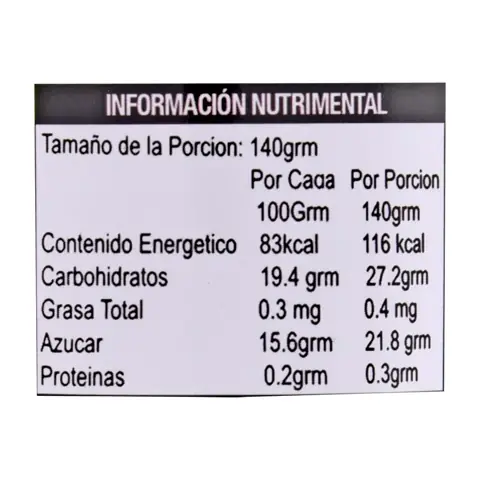 INFORMACIÓN NUTRIMENTAL
Tamaño de la Porcion: 140grm
Por Cada Por Porcion
100Grm 140grm
Contenido Energetico 83kcal 116 kcal
Carbohidratos 19.4 grm 27.2grm
Grasa Total 0.3 mg 0.4 mg
Azucar 15.6grm 21.8 grm
Proteinas 0.2grm 0.3grm